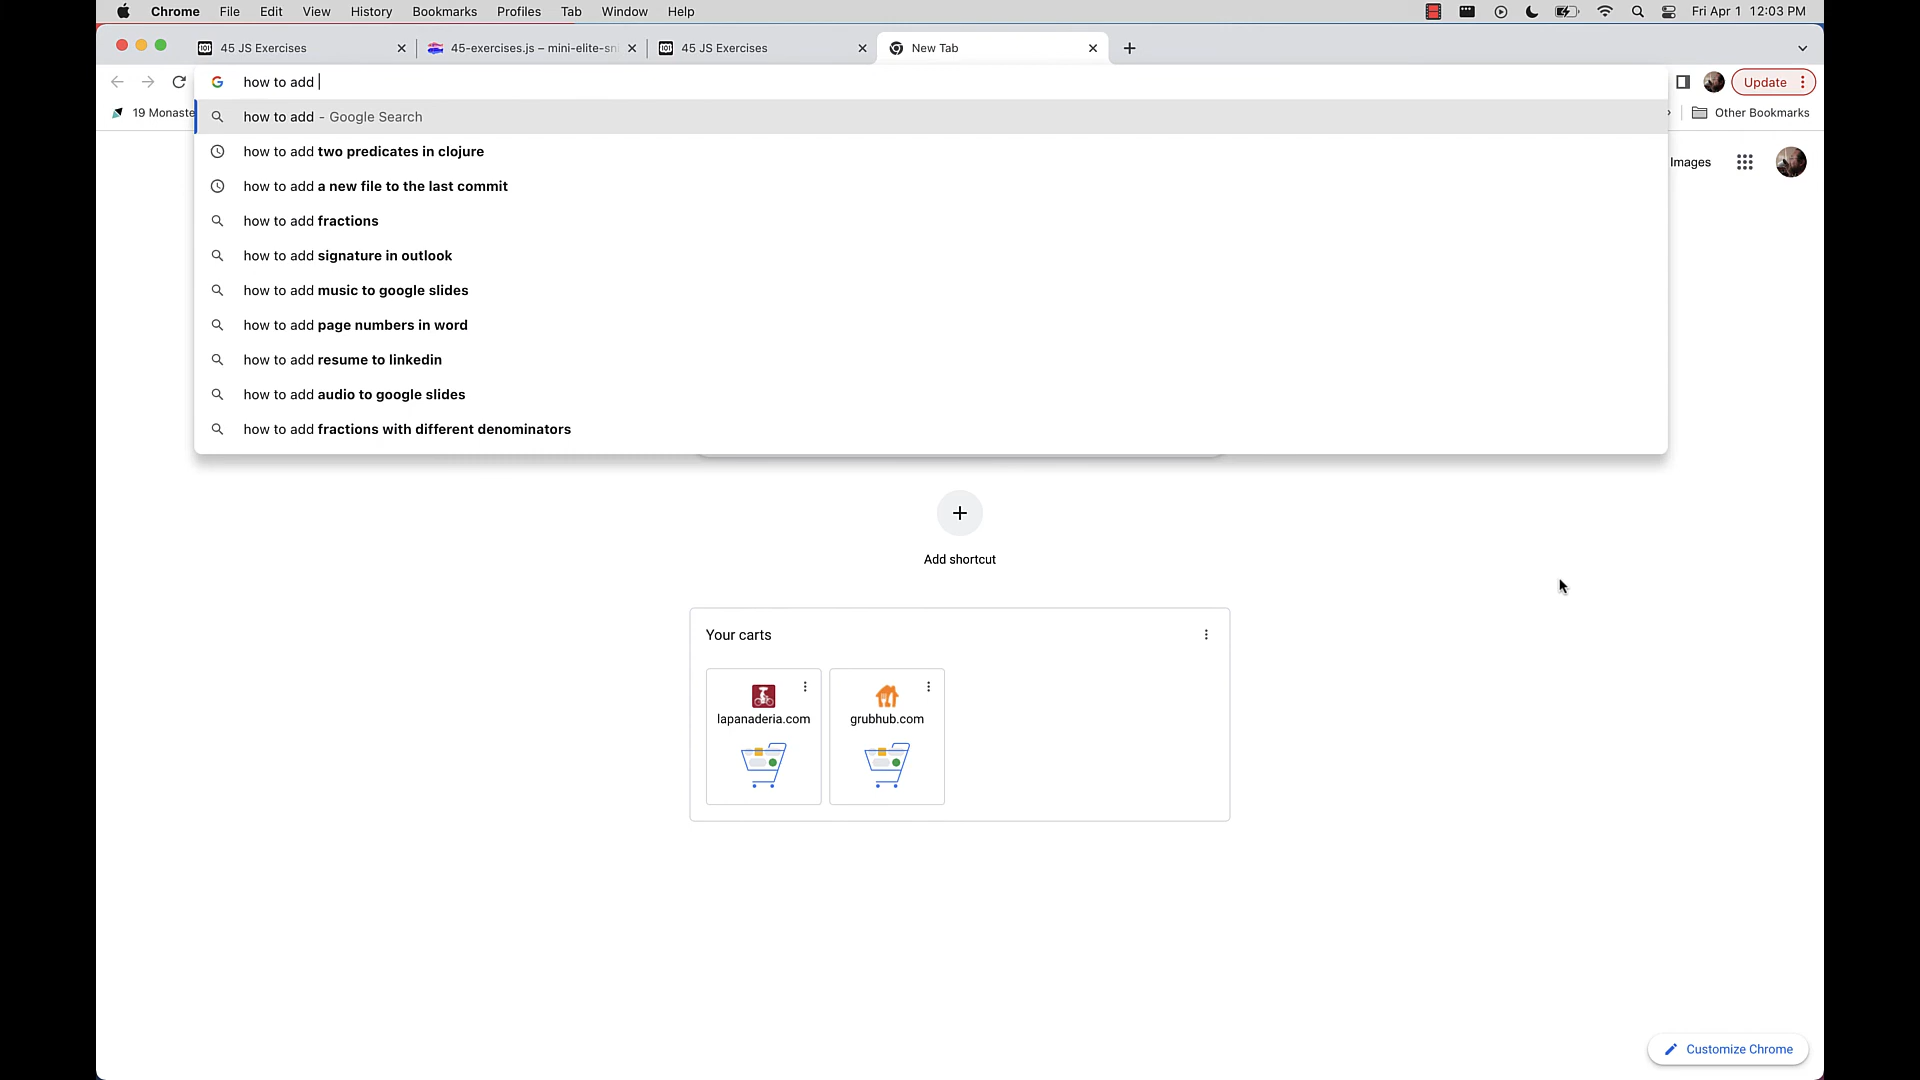 Chrome File Edit View History Bookmarks Profiles Tab Window Help Fri Apr 1 12:03 PM
45 JS Exercises 45-exercises.js – mini-elite-sni 45 JS Exercises New Tab
how to add Update
19 Monaste Other Bookmarks
how to add - Google Search
how to add two predicates in clojure
Images
how to add a new file to the last commit
how to add fractions
how to add signature in outlook
how to add music to google slides
how to add page numbers in word
how to add resume to linkedin
how to add audio to google slides
how to add fractions with different denominators
Add shortcut
Your carts
lapanaderia.com grubhub.com
Customize Chrome